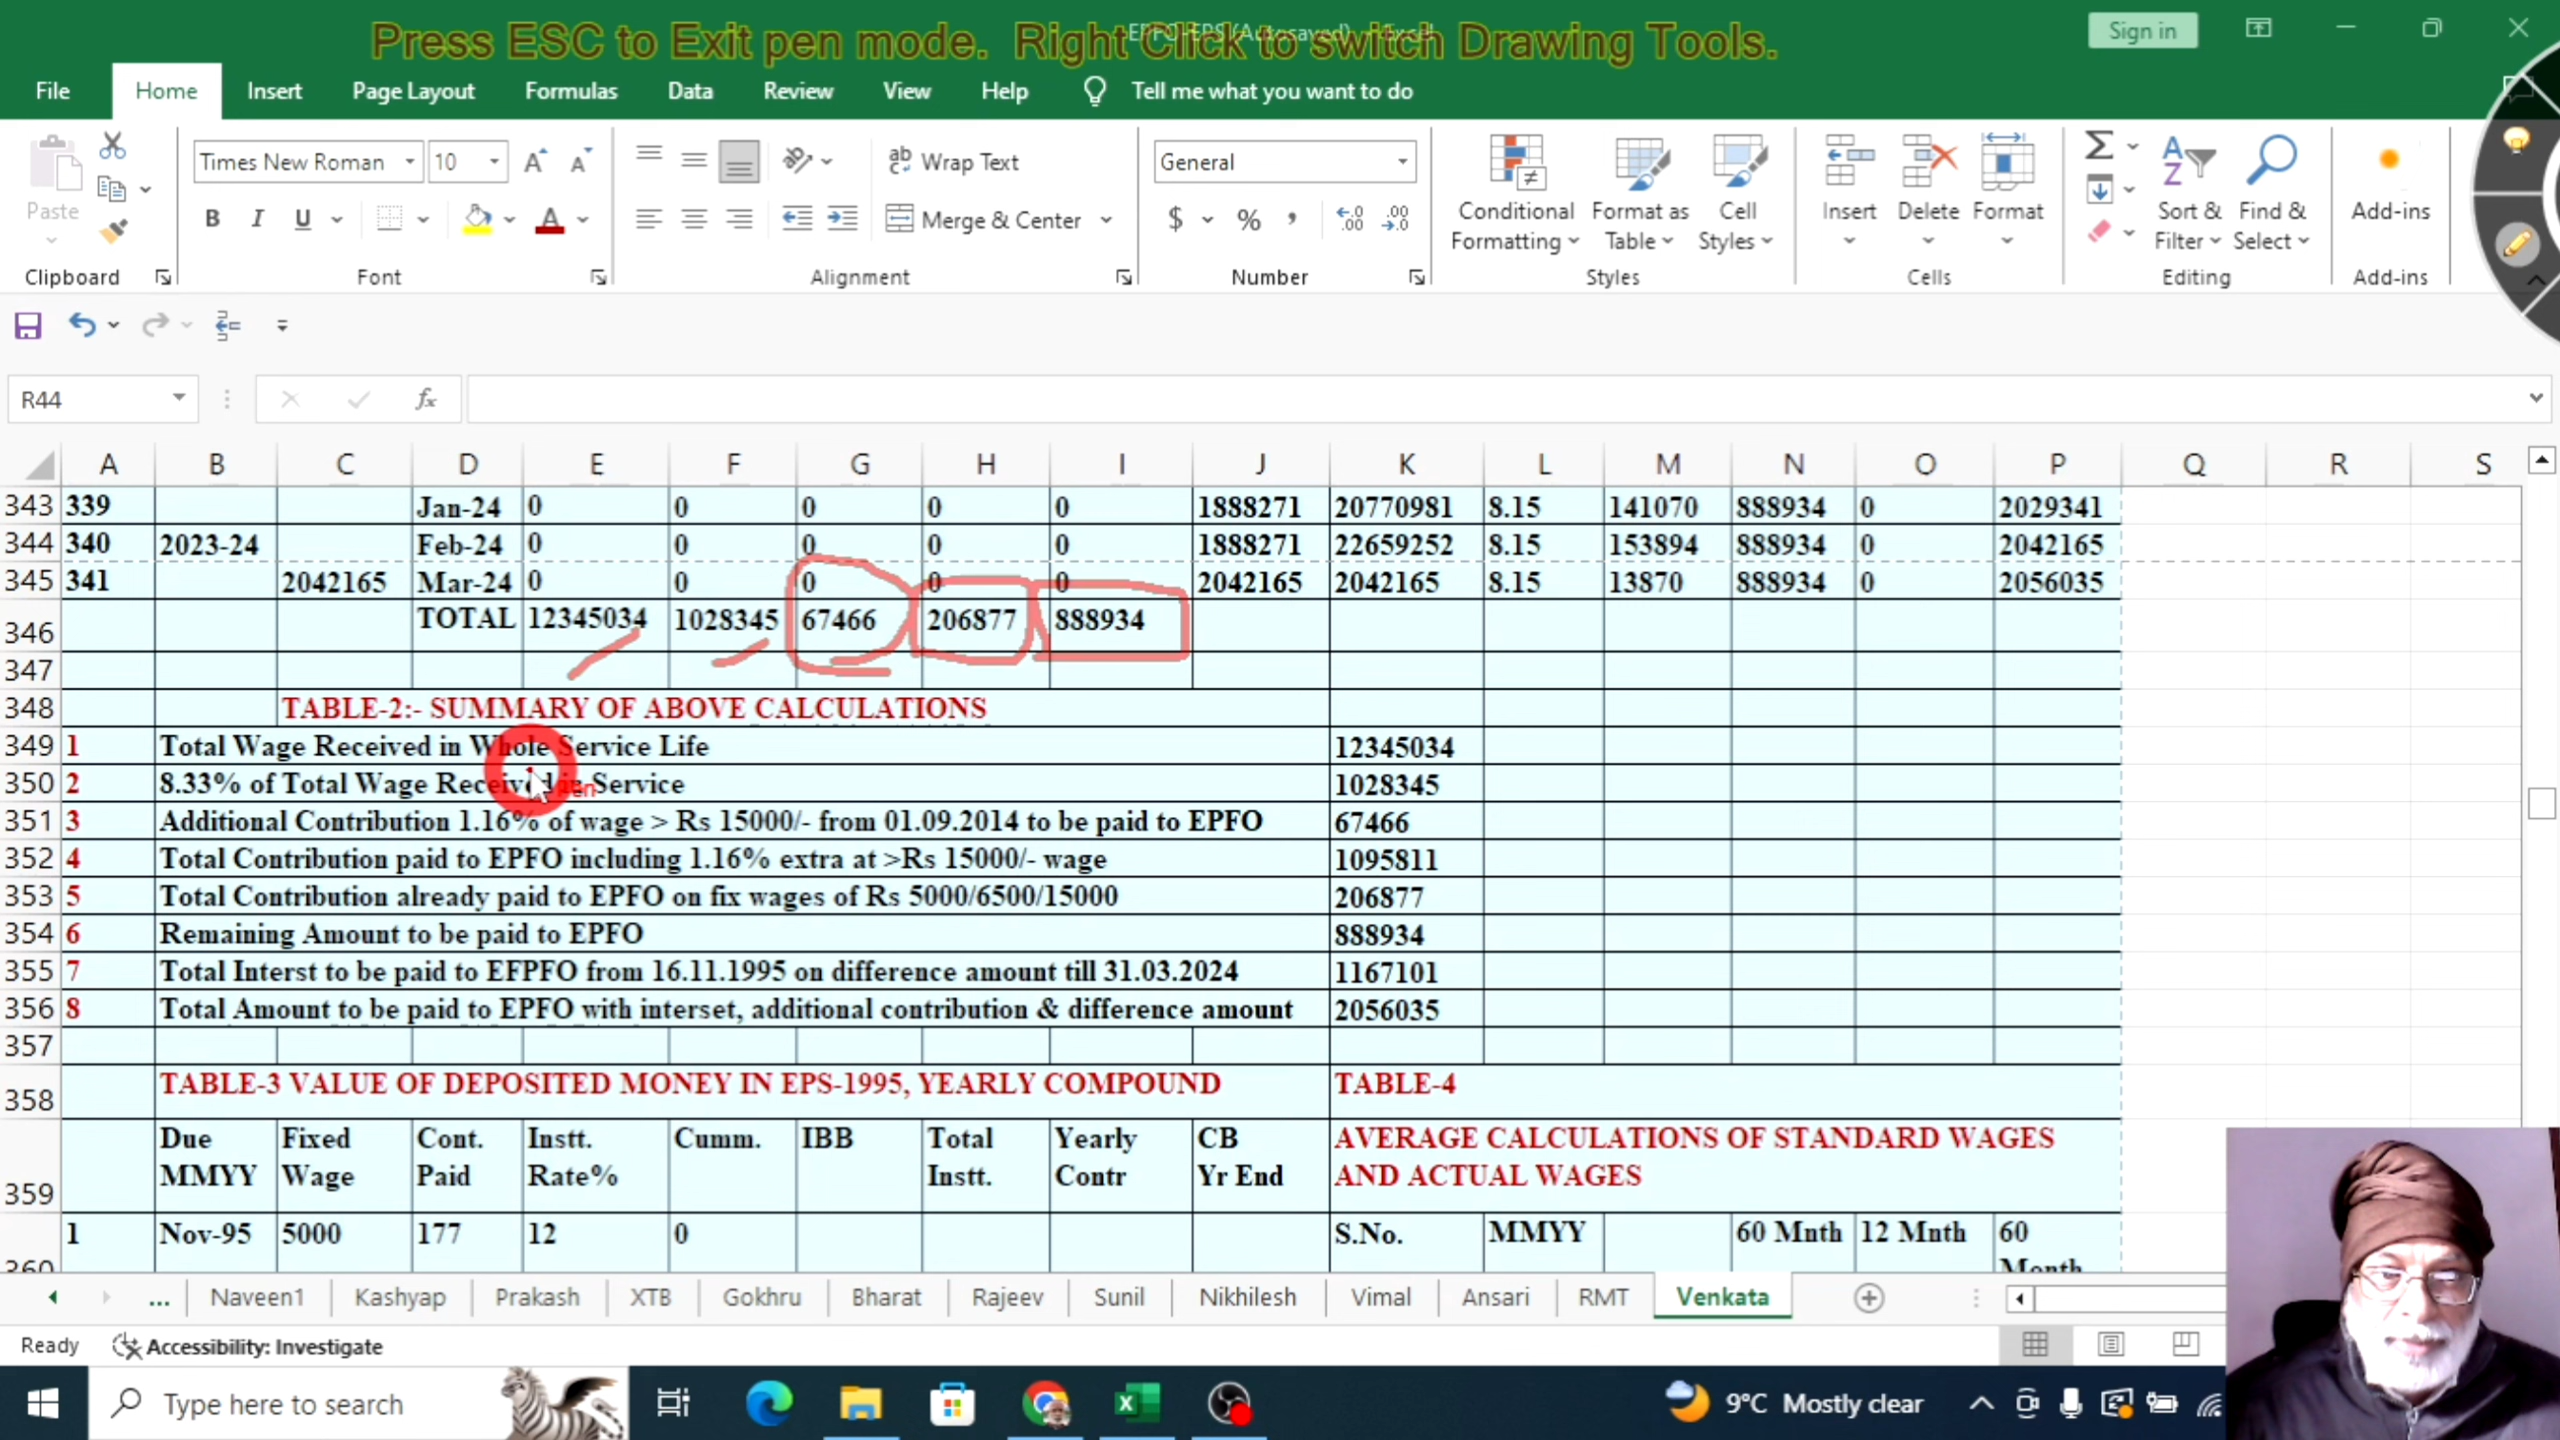 Press ESC to Exit pen mode. Right Click to switch Drawing Tools.
EPFO-EPS (Autosaved) - Excel
Sign in
File Home Insert Page Layout Formulas Data Review View Help Tell me what you want to do
Paste
Clipboard
Times New Roman 10
B I U
Font
Wrap Text
Merge & Center
Alignment
General
$ % ,
Number
Conditional Formatting
Format as Table
Cell Styles
Styles
Insert Delete Format
Cells
Sort & Filter
Find & Select
Editing
Add-ins
Add-ins
R44 fx
A B C D E F G H I J K L M N O P Q R S
343 339 Jan-24 0 0 0 0 0 1888271 20770981 8.15 141070 888934 0 2029341
344 340 2023-24 Feb-24 0 0 0 0 0 1888271 22659252 8.15 153894 888934 0 2042165
345 341 2042165 Mar-24 0 0 0 0 0 2042165 2042165 8.15 13870 888934 0 2056035
346 TOTAL 12345034 1028345 67466 206877 888934
347
348 TABLE-2:- SUMMARY OF ABOVE CALCULATIONS
349 1 Total Wage Received in Whole Service Life 12345034
350 2 8.33% of Total Wage Received in Service 1028345
351 3 Additional Contribution 1.16% of wage > Rs 15000/- from 01.09.2014 to be paid to EPFO 67466
352 4 Total Contribution paid to EPFO including 1.16% extra at >Rs 15000/- wage 1095811
353 5 Total Contribution already paid to EPFO on fix wages of Rs 5000/6500/15000 206877
354 6 Remaining Amount to be paid to EPFO 888934
355 7 Total Interst to be paid to EFPFO from 16.11.1995 on difference amount till 31.03.2024 1167101
356 8 Total Amount to be paid to EPFO with interset, additional contribution & difference amount 2056035
357
358 TABLE-3 VALUE OF DEPOSITED MONEY IN EPS-1995, YEARLY COMPOUND TABLE-4
359 Due MMYY Fixed Wage Cont. Paid Instt. Rate% Cumm. IBB Total Instt. Yearly Contr CB Yr End AVERAGE CALCULATIONS OF STANDARD WAGES AND ACTUAL WAGES
360 1 Nov-95 5000 177 12 0 S.No. MMYY 60 Mnth 12 Mnth 60 Month
... Naveen1 Kashyap Prakash XTB Gokhru Bharat Rajeev Sunil Nikhilesh Vimal Ansari RMT Venkata
Ready Accessibility: Investigate
Type here to search
9°C Mostly clear